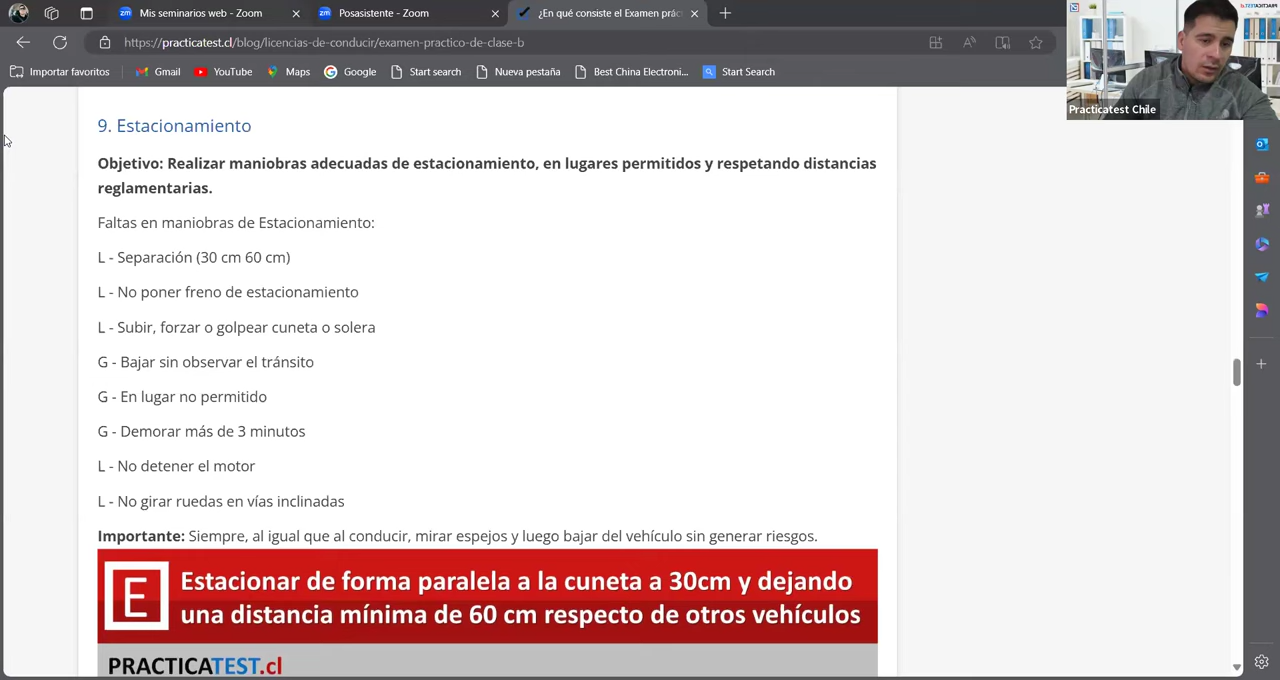 Mis seminarios web - Zoom
Posasistente - Zoom
¿En qué consiste el Examen prác
https://practicatest.cl/blog/licencias-de-conducir/examen-practico-de-clase-b
Importar favoritos
Gmail
YouTube
Maps
Google
Start search
Nueva pestaña
Best China Electroni...
Start Search
Practicatest Chile
9. Estacionamiento
Objetivo: Realizar maniobras adecuadas de estacionamiento, en lugares permitidos y respetando distancias
reglamentarias.
Faltas en maniobras de Estacionamiento:
L - Separación (30 cm 60 cm)
L - No poner freno de estacionamiento
L - Subir, forzar o golpear cuneta o solera
G - Bajar sin observar el tránsito
G - En lugar no permitido
G - Demorar más de 3 minutos
L - No detener el motor
L - No girar ruedas en vías inclinadas
Importante: Siempre, al igual que al conducir, mirar espejos y luego bajar del vehículo sin generar riesgos.
E
Estacionar de forma paralela a la cuneta a 30cm y dejando
una distancia mínima de 60 cm respecto de otros vehículos
PRACTICATEST.cl